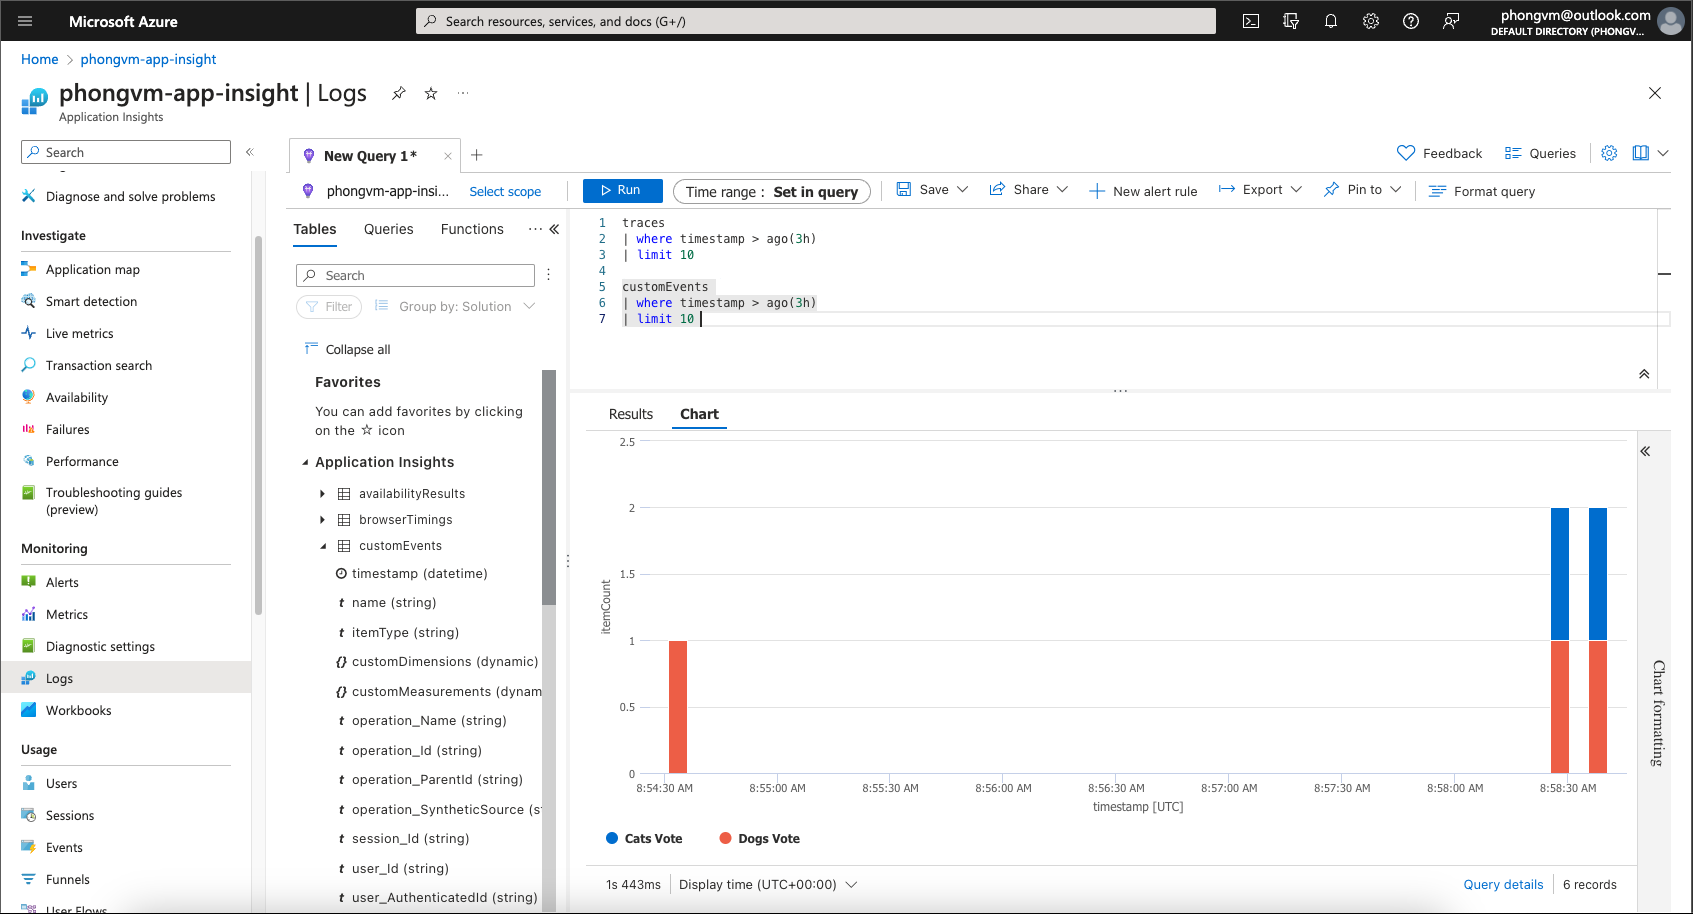 Microsoft Azure
Search resources, services, and docs (G+/)
phongvm@outlook.com
DEFAULT DIRECTORY (PHONGV...
Home > phongvm-app-insight
phongvm-app-insight | Logs
Application Insights
Search
Diagnose and solve problems
Investigate
Application map
Smart detection
Live metrics
Transaction search
Availability
Failures
Performance
Troubleshooting guides
(preview)
Monitoring
Alerts
Metrics
Diagnostic settings
Logs
Workbooks
Usage
Users
Sessions
Events
Funnels
User Flows
New Query 1*
Feedback
Queries
phongvm-app-insi...
Select scope
Run
Time range : Set in query
Save
Share
New alert rule
Export
Pin to
Format query
Tables
Queries
Functions
Search
Filter
Group by: Solution
Collapse all
Favorites
You can add favorites by clicking
on the ☆ icon
Application Insights
availabilityResults
browserTimings
customEvents
timestamp (datetime)
t name (string)
t itemType (string)
{} customDimensions (dynamic)
{} customMeasurements (dynam
t operation_Name (string)
t operation_Id (string)
t operation_ParentId (string)
t operation_SyntheticSource (st
t session_Id (string)
t user_Id (string)
t user_AuthenticatedId (string)
1 traces
2 | where timestamp > ago(3h)
3 | limit 10
4
5 customEvents
6 | where timestamp > ago(3h)
7 | limit 10
Results
Chart
2.5
2
1.5
1
0.5
0
itemCount
8:54:30 AM
8:55:00 AM
8:55:30 AM
8:56:00 AM
8:56:30 AM
8:57:00 AM
8:57:30 AM
8:58:00 AM
8:58:30 AM
timestamp [UTC]
Cats Vote
Dogs Vote
Chart formatting
1s 443ms
Display time (UTC+00:00)
Query details
6 records